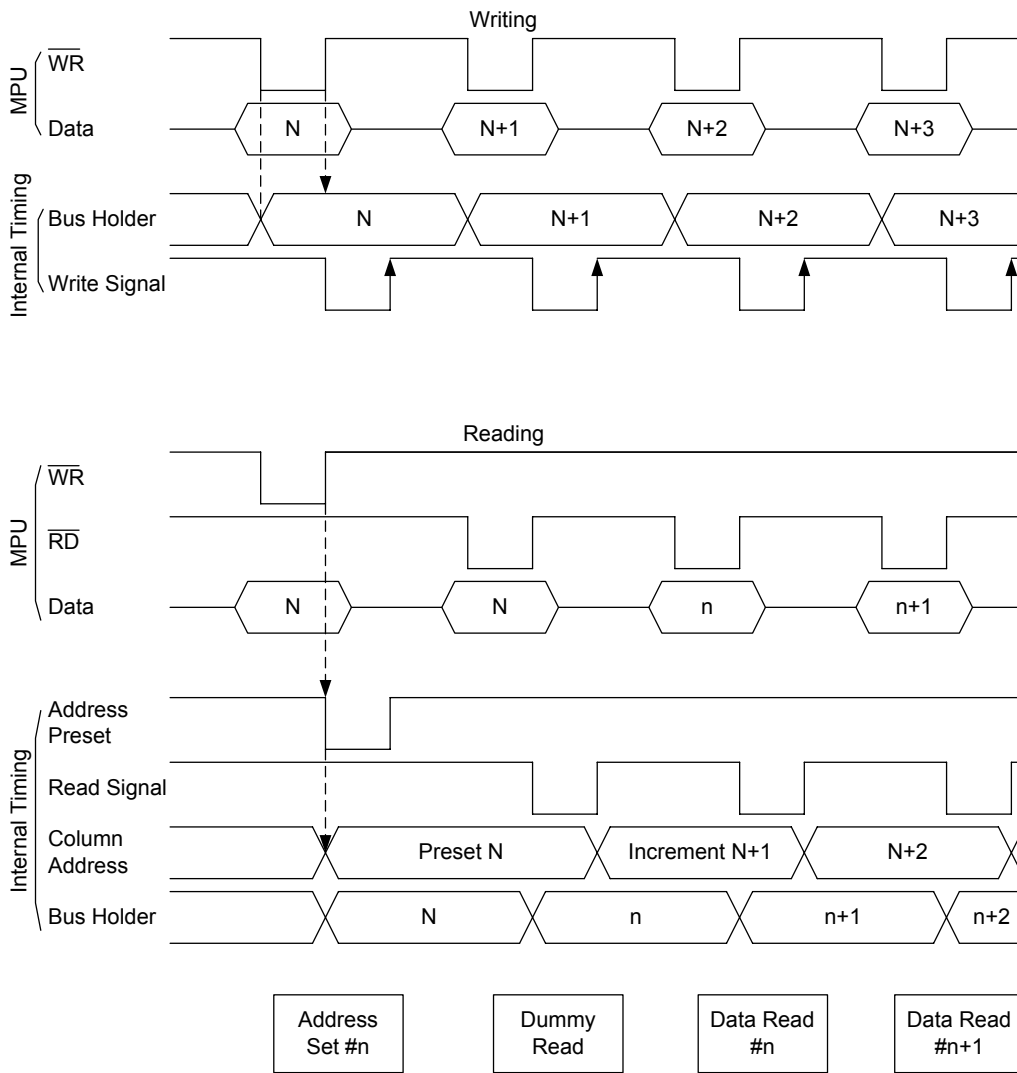 Writing
MPU
WR
Data
N
N+1
N+2
N+3
Internal Timing
Bus Holder
N
N+1
N+2
N+3
Write Signal
Reading
MPU
WR
RD
Data
N
N
n
n+1
Internal Timing
Address
Preset
Read Signal
Column
Address
Preset N
Increment N+1
N+2
Bus Holder
N
n
n+1
n+2
Address
Set #n
Dummy
Read
Data Read
#n
Data Read
#n+1